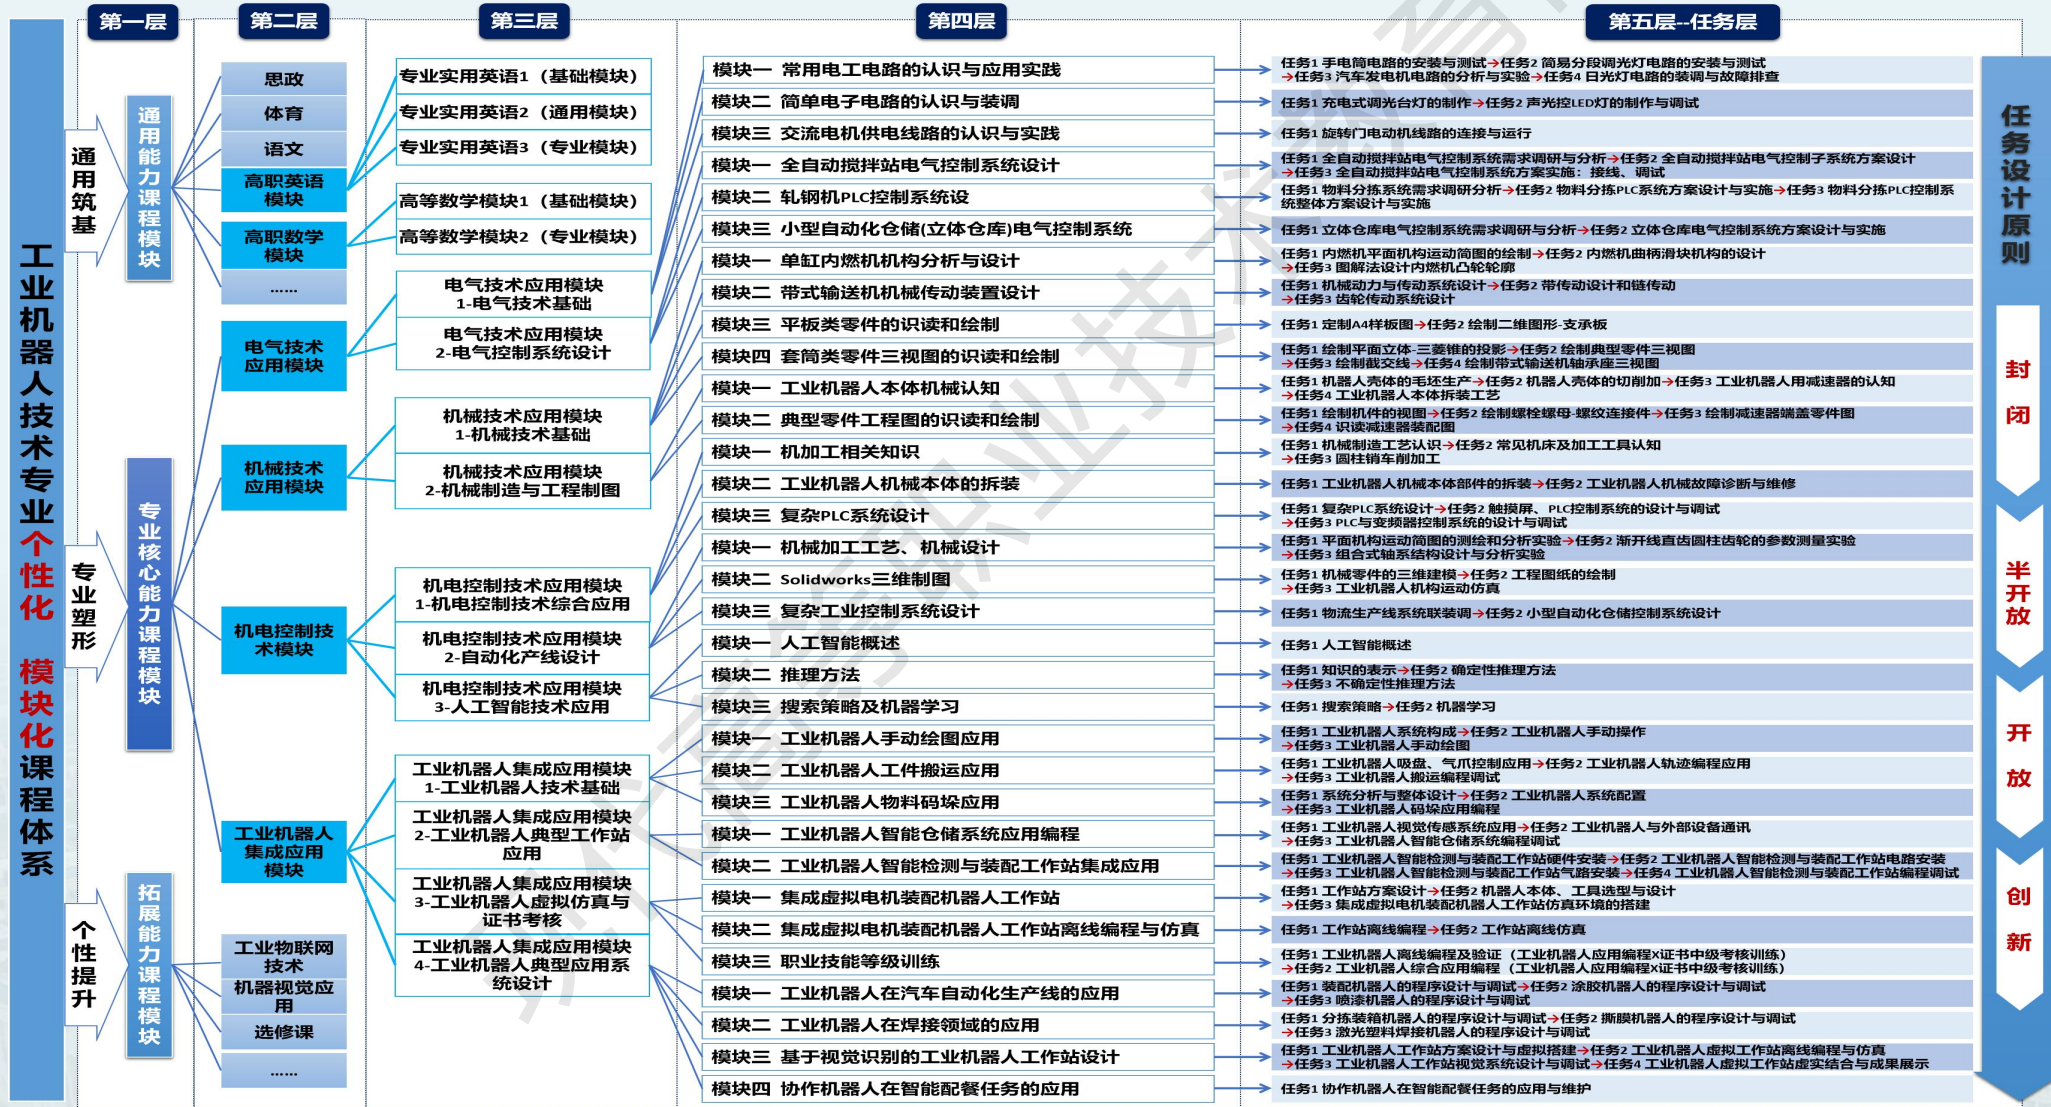 第一层
第二层
第三层
第四层
第五层--任务层
工业机器人技术专业个性化 模块化课程体系
通用筑基
专业塑形
个性提升
通用能力课程模块
专业核心能力课程模块
拓展能力课程模块
思政
体育
语文
高职英语
模块
高职数学
模块
......
电气技术
应用模块
机械技术
应用模块
机电控制技
术模块
工业机器人
集成应用
模块
工业物联网
技术
机器视觉应
用
选修课
......
专业实用英语1（基础模块）
专业实用英语2（通用模块）
专业实用英语3（专业模块）
高等数学模块1（基础模块）
高等数学模块2（专业模块）
电气技术应用模块
1-电气技术基础
电气技术应用模块
2-电气控制系统设计
机械技术应用模块
1-机械技术基础
机械技术应用模块
2-机械制造与工程制图
机电控制技术应用模块
1-机电控制技术综合应用
机电控制技术应用模块
2-自动化产线设计
机电控制技术应用模块
3-人工智能技术应用
工业机器人集成应用模块
1-工业机器人技术基础
工业机器人集成应用模块
2-工业机器人典型工作站
应用
工业机器人集成应用模块
3-工业机器人虚拟仿真与
证书考核
工业机器人集成应用模块
4-工业机器人典型应用系
统设计
模块一 常用电工电路的认识与应用实践
模块二 简单电子电路的认识与装调
模块三 交流电机供电线路的认识与实践
模块一 全自动搅拌站电气控制系统设计
模块二 轧钢机PLC控制系统设
模块三 小型自动化仓储(立体仓库)电气控制系统
模块一 单缸内燃机机构分析与设计
模块二 带式输送机机械传动装置设计
模块三 平板类零件的识读和绘制
模块四 套筒类零件三视图的识读和绘制
模块一 工业机器人本体机械认知
模块二 典型零件工程图的识读和绘制
模块一 机加工相关知识
模块二 工业机器人机械本体的拆装
模块三 复杂PLC系统设计
模块一 机械加工工艺、机械设计
模块二 Solidworks三维制图
模块三 复杂工业控制系统设计
模块一 人工智能概述
模块二 推理方法
模块三 搜索策略及机器学习
模块一 工业机器人手动绘图应用
模块二 工业机器人工件搬运应用
模块三 工业机器人物料码垛应用
模块一 工业机器人智能仓储系统应用编程
模块二 工业机器人智能检测与装配工作站集成应用
模块一 集成虚拟电机装配机器人工作站
模块二 集成虚拟电机装配机器人工作站离线编程与仿真
模块三 职业技能等级训练
模块一 工业机器人在汽车自动化生产线的应用
模块二 工业机器人在焊接领域的应用
模块三 基于视觉识别的工业机器人工作站设计
模块四 协作机器人在智能配餐任务的应用
任务1 手电筒电路的安装与测试→任务2 简易分段调光灯电路的安装与测试
→任务3 汽车发电机电路的分析与实验→任务4 日光灯电路的装调与故障排查
任务1 充电式调光台灯的制作→任务2 声光控LED灯的制作与调试
任务1 旋转门电动机线路的连接与运行
任务1 全自动搅拌站电气控制系统需求调研与分析→任务2 全自动搅拌站电气控制子系统方案设计
→任务3 全自动搅拌站电气控制系统方案实施：接线、调试
任务1 物料分拣系统需求调研分析→任务2 物料分拣PLC系统方案设计与实施→任务3 物料分拣PLC控制系
统整体方案设计与实施
任务1 立体仓库电气控制系统需求调研与分析→任务2 立体仓库电气控制系统方案设计与实施
任务1 内燃机平面机构运动简图的绘制→任务2 内燃机曲柄滑块机构的设计
→任务3 图解法设计内燃机凸轮轮廓
任务1 机械动力与传动系统设计→任务2 带传动设计和链传动
→任务3 齿轮传动系统设计
任务1 定制A4样板图→任务2 绘制二维图形-支承板
任务1 绘制平面立体-三菱锥的投影→任务2 绘制典型零件三视图
→任务3 绘制截交线→任务4 绘制带式输送机轴承座三视图
任务1 机器人壳体的毛坯生产→任务2 机器人壳体的切削加→任务3 工业机器人用减速器的认知
→任务4 工业机器人本体拆装工艺
任务1 绘制机件的视图→任务2 绘制螺栓螺母-螺纹连接件→任务3 绘制减速器端盖零件图
→任务4 识读减速器装配图
任务1 机械制造工艺认识→任务2 常见机床及加工工具认知
→任务3 圆柱销车削加工
任务1 工业机器人机械本体部件的拆装→任务2 工业机器人机械故障诊断与维修
任务1 复杂PLC系统设计→任务2 触摸屏、PLC控制系统的设计与调试
→任务3 PLC与变频器控制系统的设计与调试
任务1 平面机构运动简图的测绘和分析实验→任务2 渐开线直齿圆柱齿轮的参数测量实验
→任务3 组合式轴系结构设计与分析实验
任务1 机械零件的三维建模→任务2 工程图纸的绘制
→任务3 工业机器人机构运动仿真
任务1 物流生产线系统联装调→任务2 小型自动化仓储控制系统设计
任务1 人工智能概述
任务1 知识的表示→任务2 确定性推理方法
→任务3 不确定性推理方法
任务1 搜索策略→任务2 机器学习
任务1 工业机器人系统构成→任务2 工业机器人手动操作
→任务3 工业机器人手动绘图
任务1 工业机器人吸盘、气爪控制应用→任务2 工业机器人轨迹编程应用
→任务3 工业机器人搬运编程调试
任务1 系统分析与整体设计→任务2 工业机器人系统配置
→任务3 工业机器人码垛应用编程
任务1 工业机器人视觉传感系统应用→任务2 工业机器人与外部设备通讯
→任务3 工业机器人智能仓储系统编程调试
任务1 工业机器人智能检测与装配工作站硬件安装→任务2 工业机器人智能检测与装配工作站电路安装
→任务3 工业机器人智能检测与装配工作站气路安装→任务4 工业机器人智能检测与装配工作站编程调试
任务1 工作站方案设计→任务2 机器人本体、工具选型与设计
→任务3 集成虚拟电机装配机器人工作站仿真环境的搭建
任务1 工作站离线编程→任务2 工作站离线仿真
任务1 工业机器人离线编程及验证（工业机器人应用编程X证书中级考核训练）
→任务2 工业机器人综合应用编程（工业机器人应用编程X证书中级考核训练）
任务1 装配机器人的程序设计与调试→任务2 涂胶机器人的程序设计与调试
→任务3 喷漆机器人的程序设计与调试
任务1 分拣装箱机器人的程序设计与调试→任务2 撕膜机器人的程序设计与调试
→任务3 激光塑料焊接机器人的程序设计与调试
任务1 工业机器人工作站方案设计与虚拟搭建→任务2 工业机器人虚拟工作站离线编程与仿真
→任务3 工业机器人工作站视觉系统设计与调试→任务4 工业机器人虚拟工作站虚实结合与成果展示
任务1 协作机器人在智能配餐任务的应用与维护
任务设计原则
封闭
半开放
开放
创新
现代高等职业技术教育